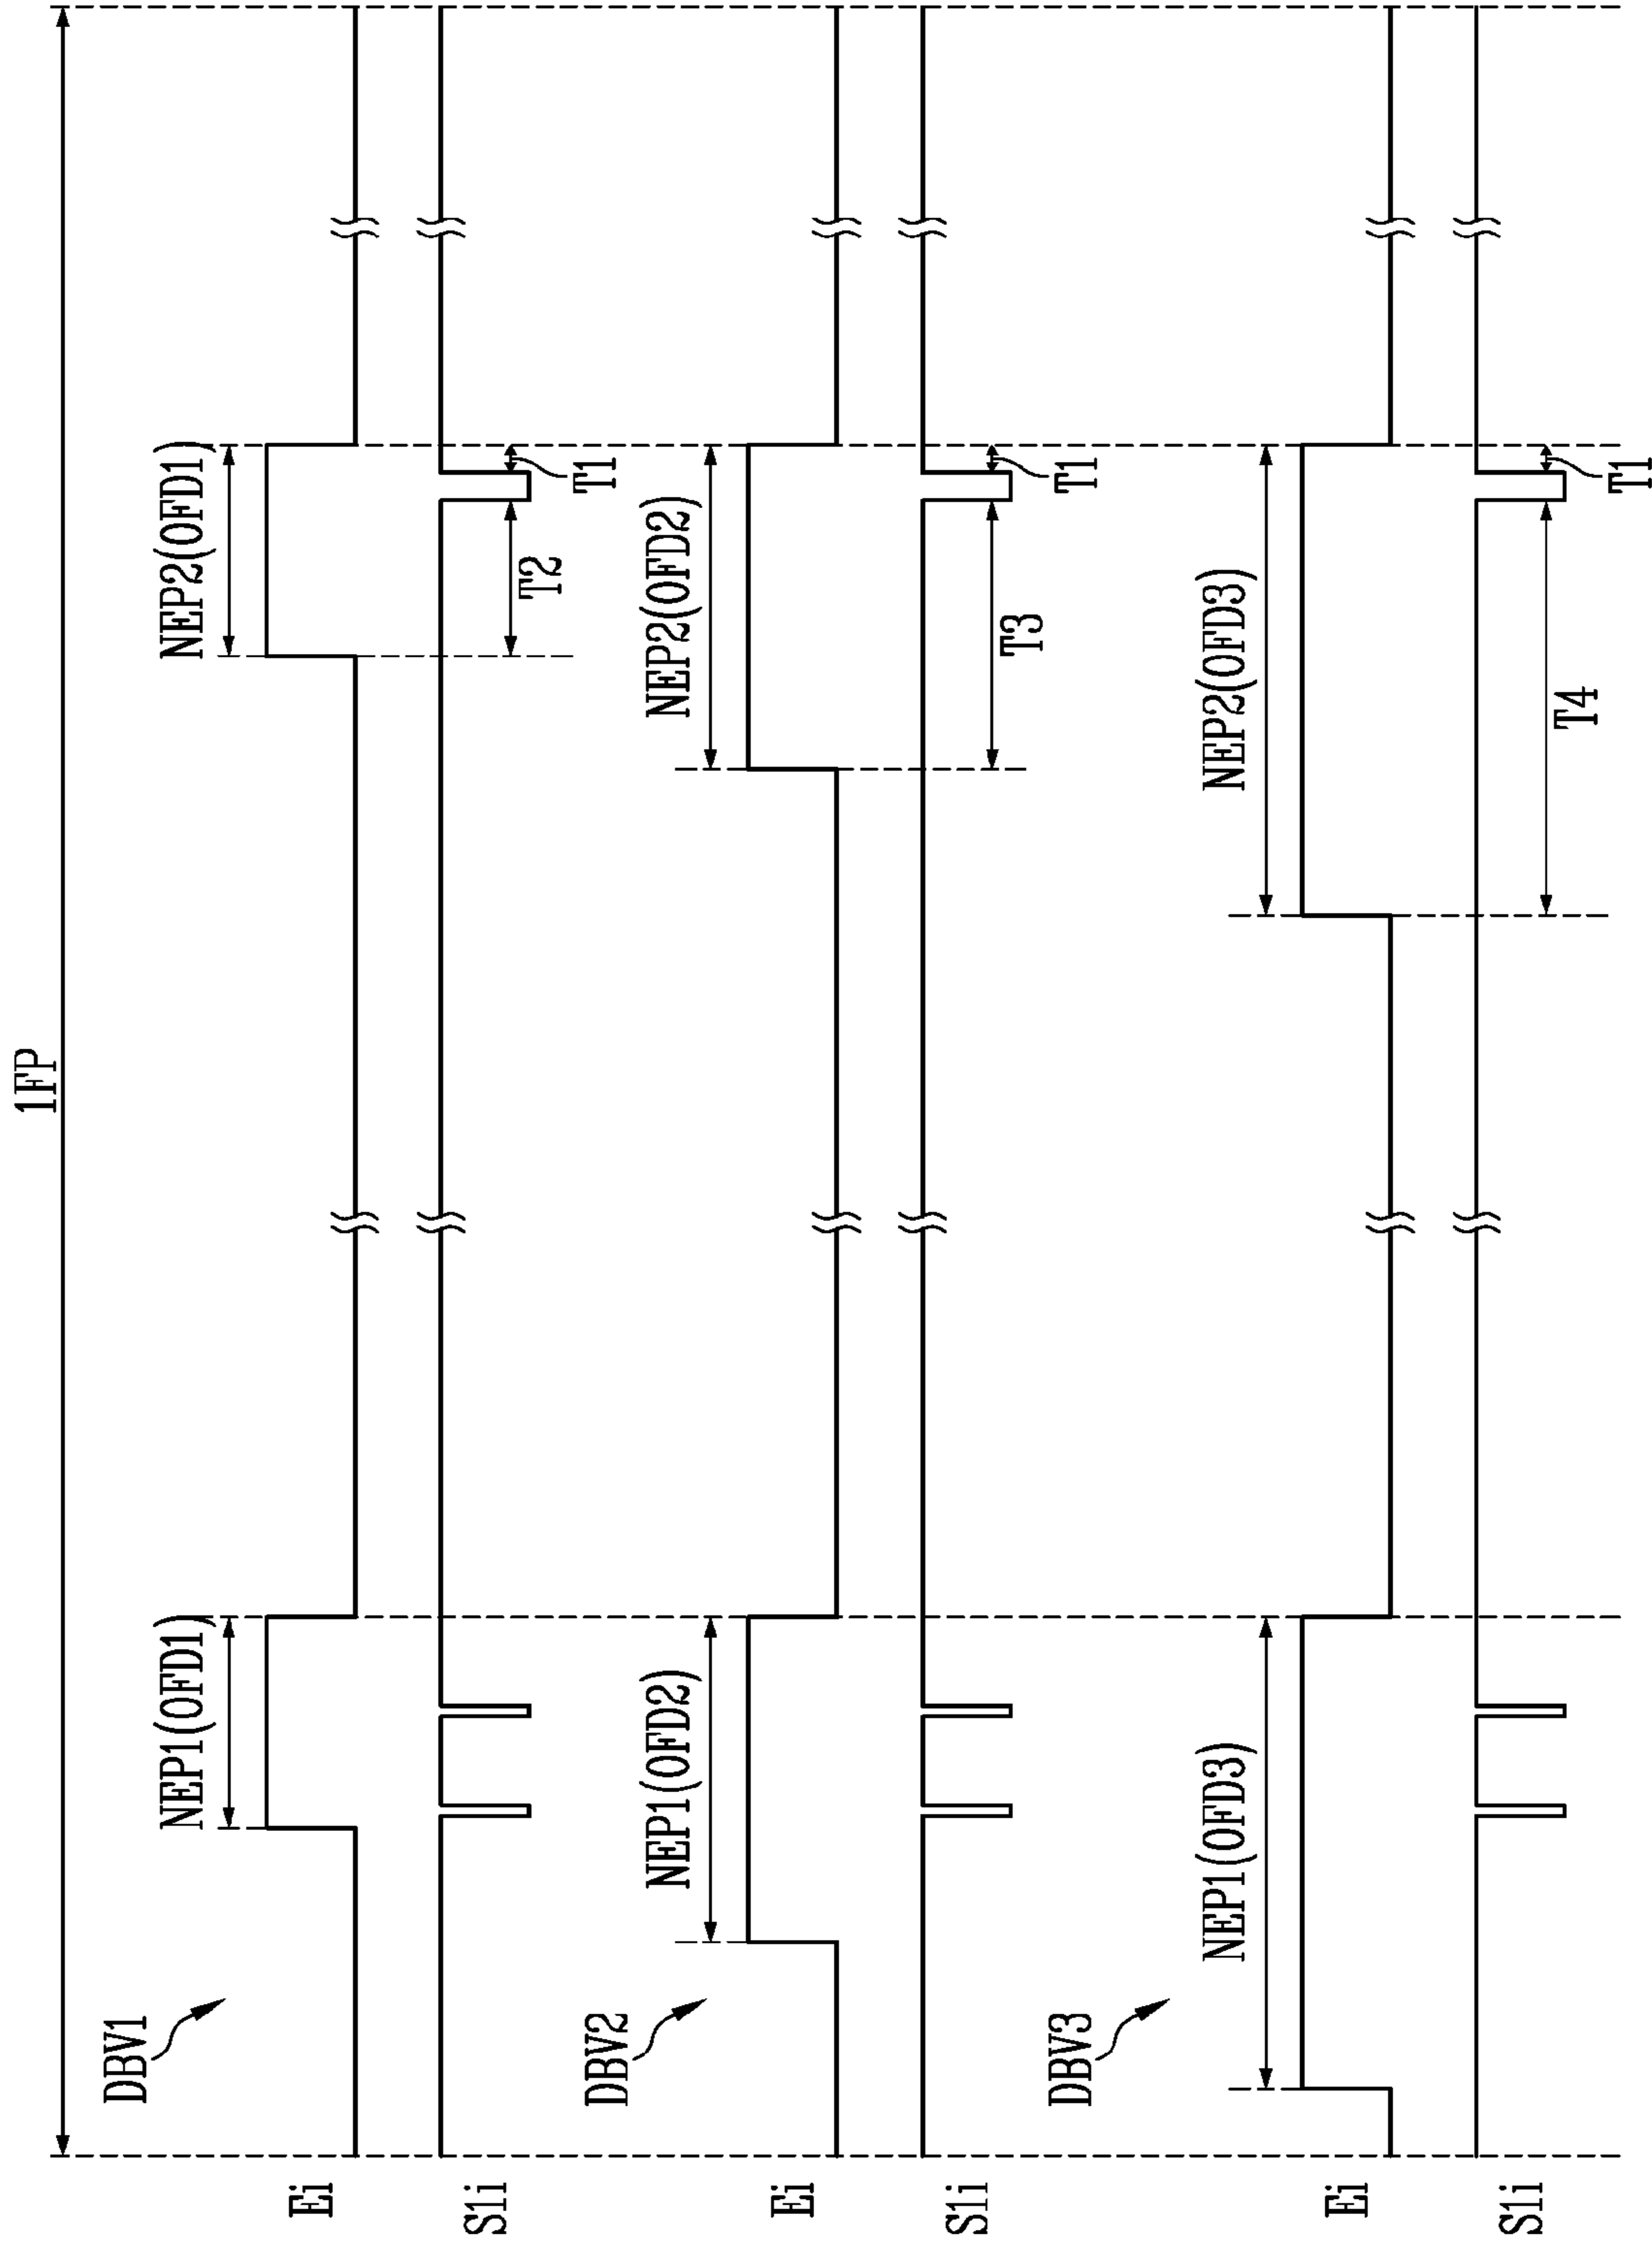 1FP
DBV1
NEP1(OFD1)
NEP2(OFD1)
Ei
S1i
T2
T1
DBV2
NEP1(OFD2)
NEP2(OFD2)
Ei
S1i
T3
T1
DBV3
NEP1(OFD3)
NEP2(OFD3)
Ei
S1i
T4
T1